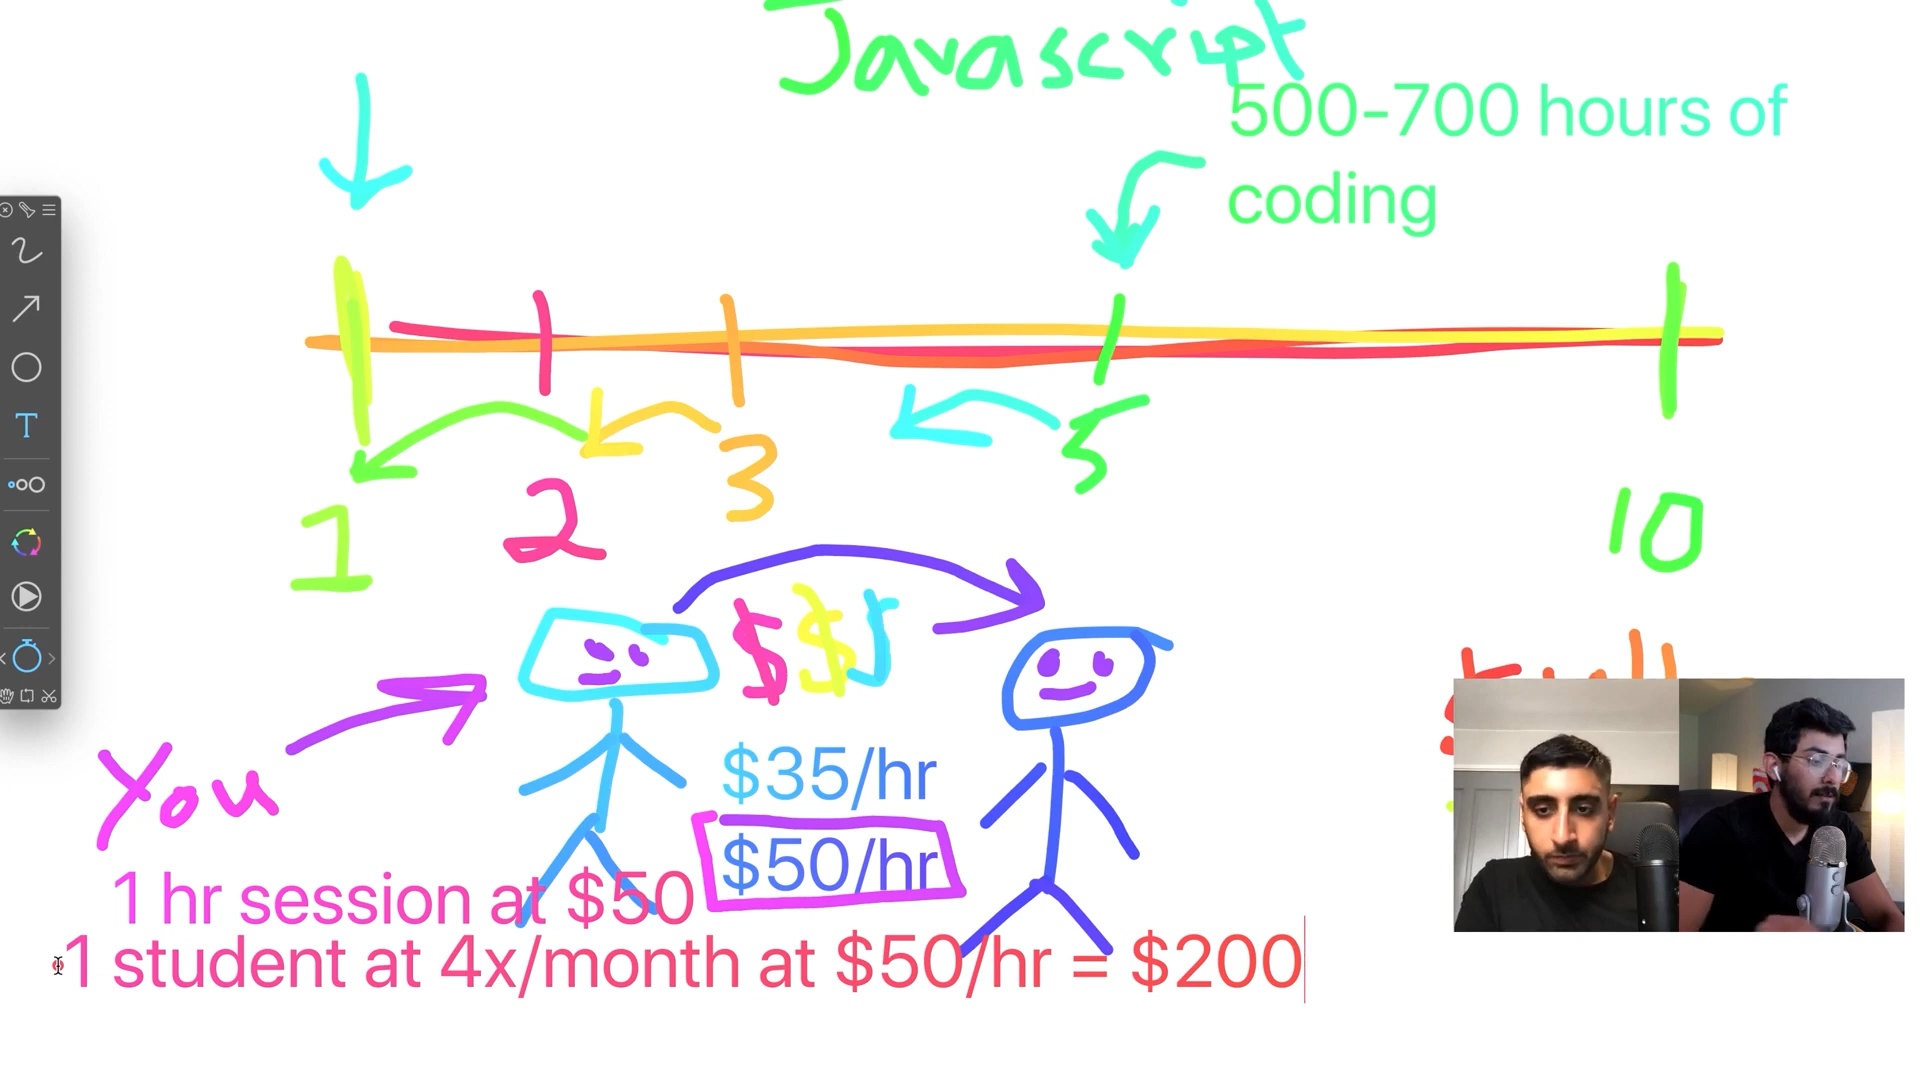 Javascript
500-700 hours of
coding
1
2
3
5
10
$$$
You
$35/hr
$50/hr
1 hr session at $50
1 student at 4x/month at $50/hr = $200